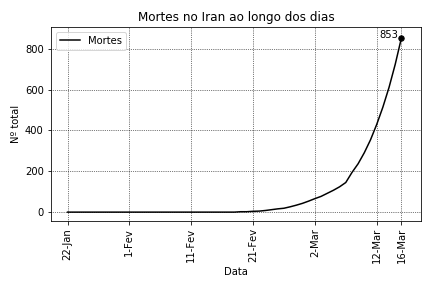 Mortes no Iran ao longo dos dias
853
Mortes
800
600
400
200
0
Nº total
22-Jan
1-Fev
11-Fev
21-Fev
2-Mar
12-Mar
16-Mar
Data